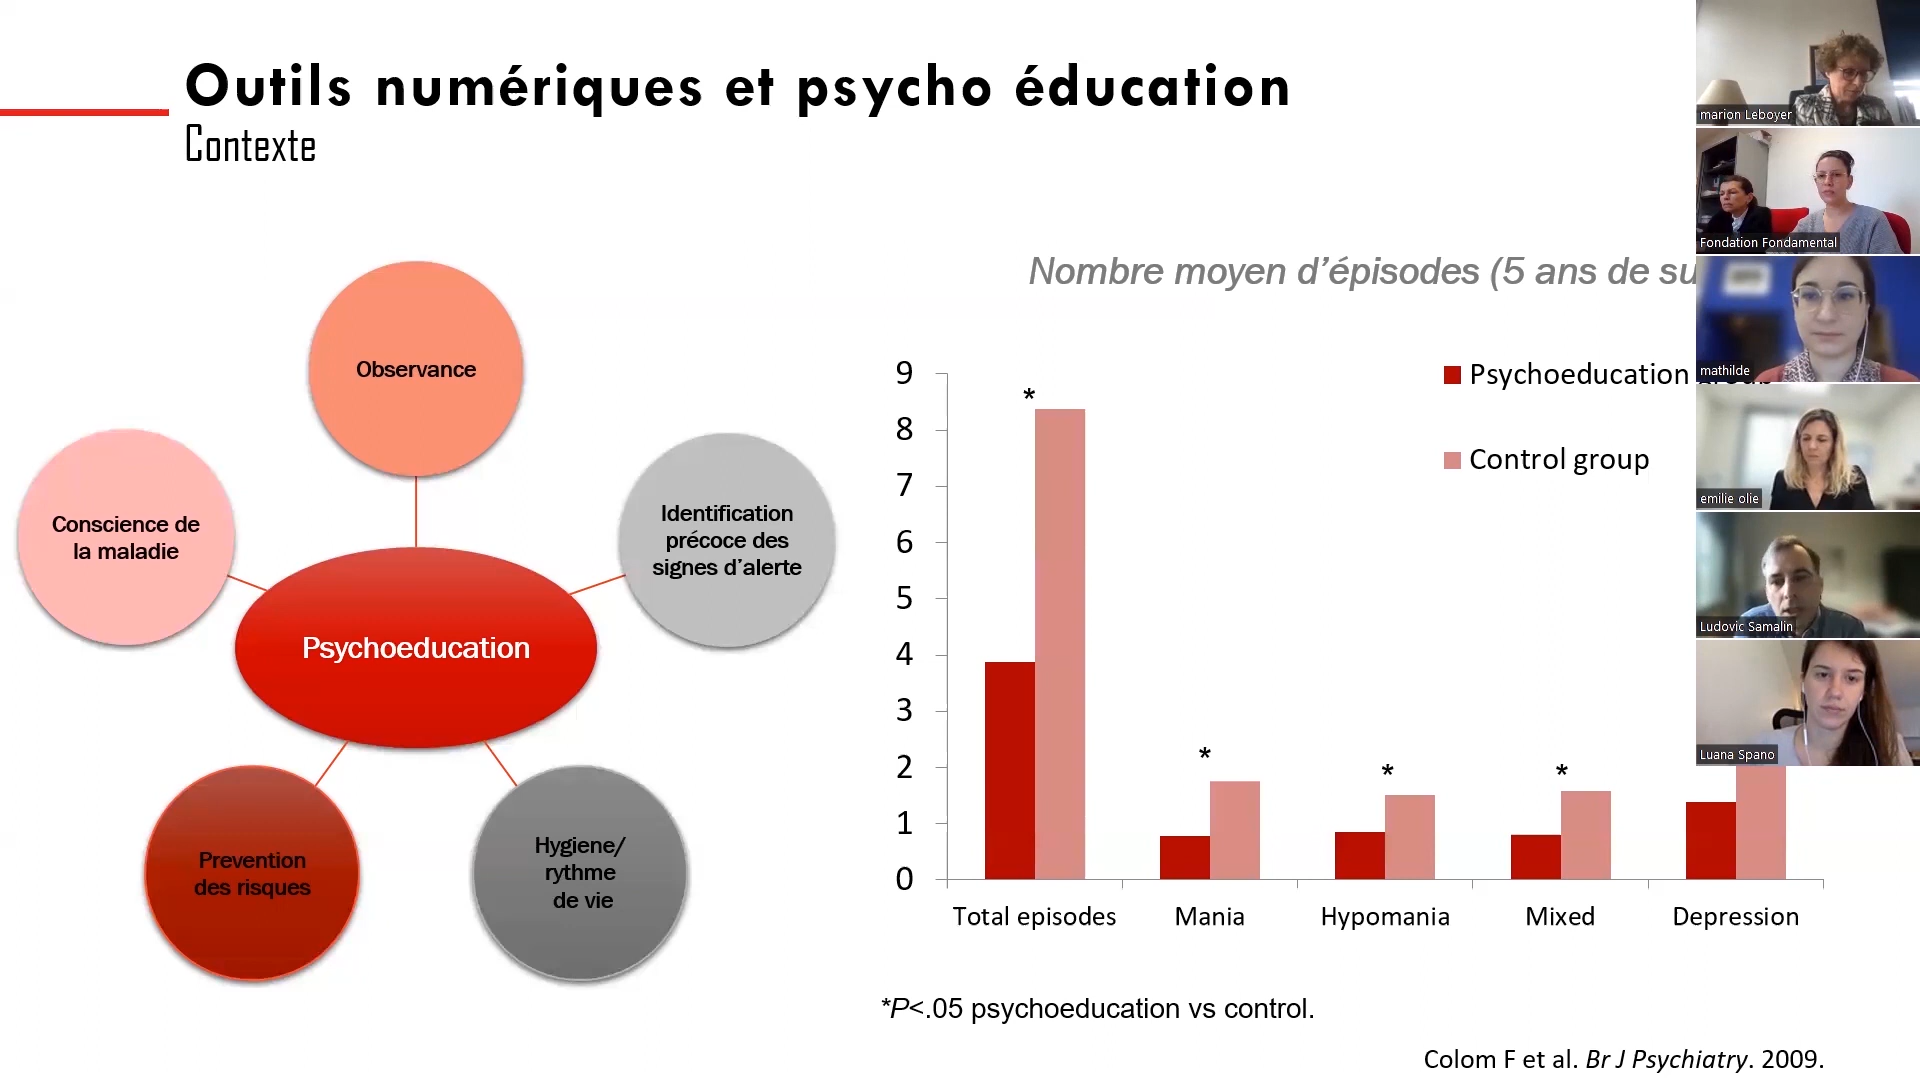 Outils numériques et psycho éducation
Contexte
Observance
Conscience de
la maladie
Identification
précoce des
signes d’alerte
Psychoeducation
Prevention
des risques
Hygiene/
rythme
de vie
Nombre moyen d’épisodes (5 ans de su
Psychoeducation
Control group
9
8
7
6
5
4
3
2
1
0
*
*
*
*
Total episodes
Mania
Hypomania
Mixed
Depression
*P<.05 psychoeducation vs control.
Colom F et al. Br J Psychiatry. 2009.
marion Leboyer
Fondation Fondamental
mathilde
emilie olie
Ludovic Samalin
Luana Spano